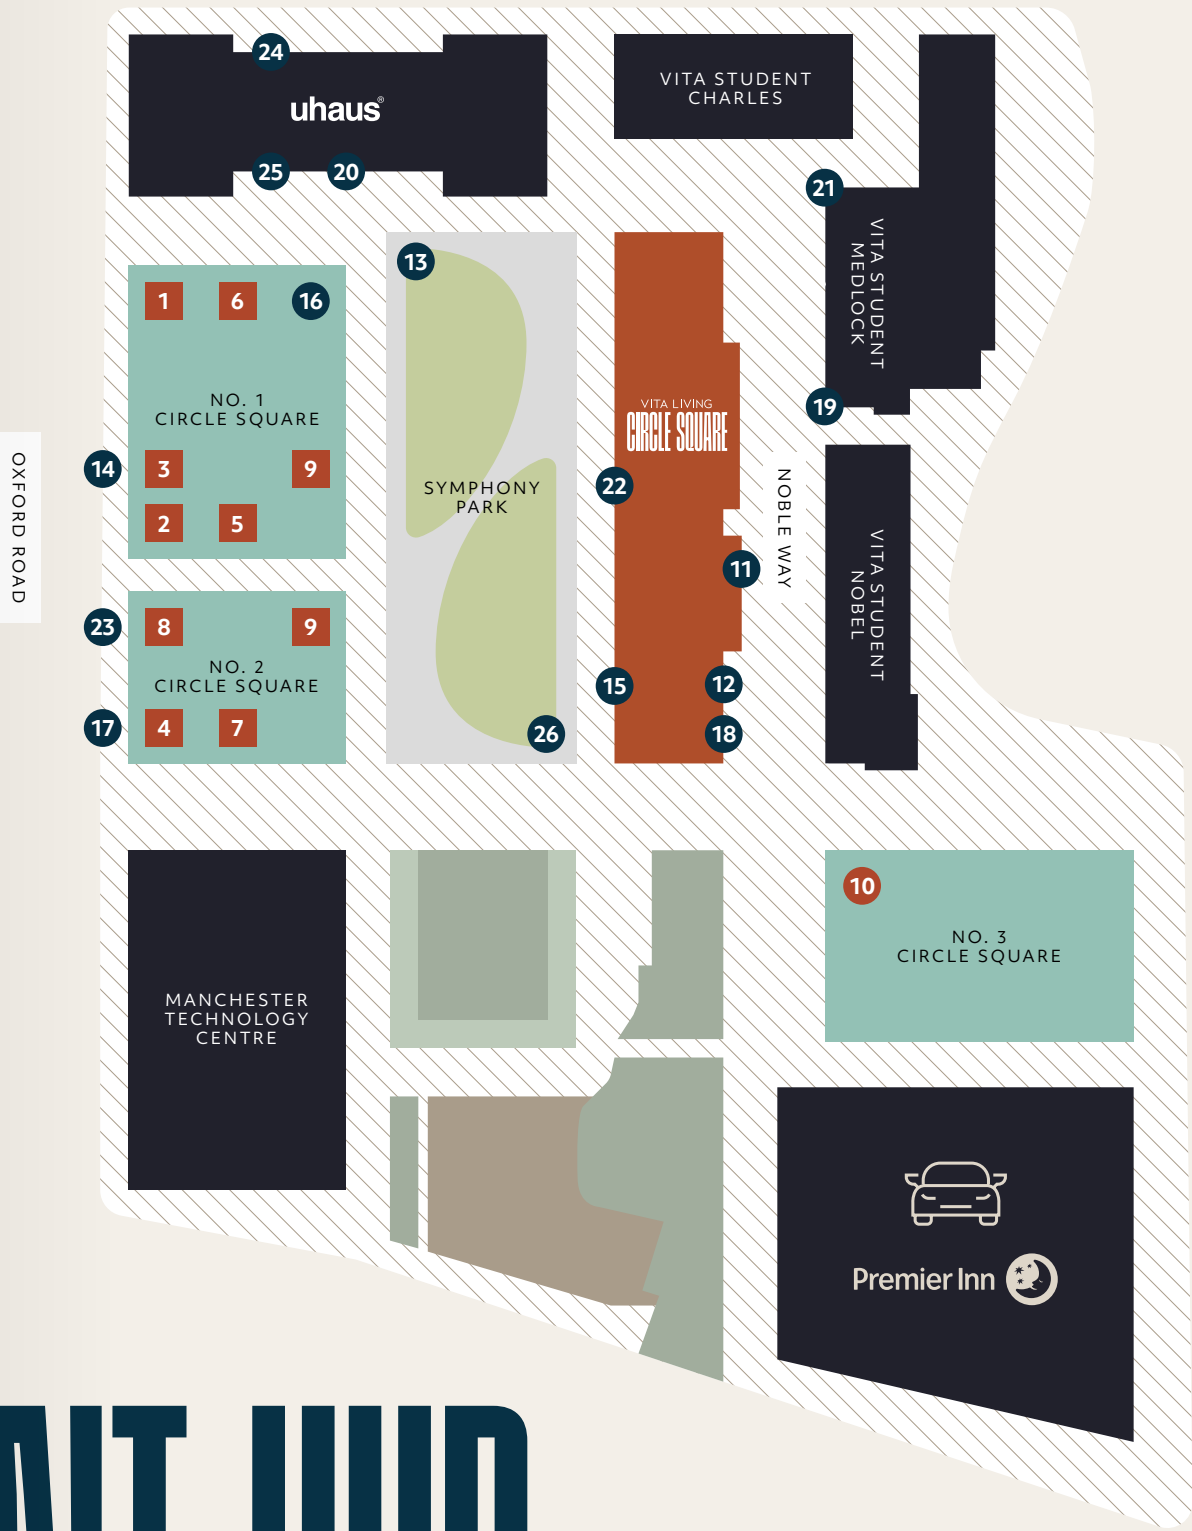 24
uhaus®
25
20
VITA STUDENT
CHARLES
21
VITA STUDENT
MEDLOCK
19
13
1
6
16
NO. 1
CIRCLE SQUARE
14
3
9
2
5
OXFORD ROAD
SYMPHONY
PARK
VITA LIVING
CIRCLE SQUARE
22
11
NOBLE WAY
VITA STUDENT
NOBEL
23
8
9
NO. 2
CIRCLE SQUARE
17
4
7
26
15
12
18
MANCHESTER
TECHNOLOGY
CENTRE
10
NO. 3
CIRCLE SQUARE
Premier Inn